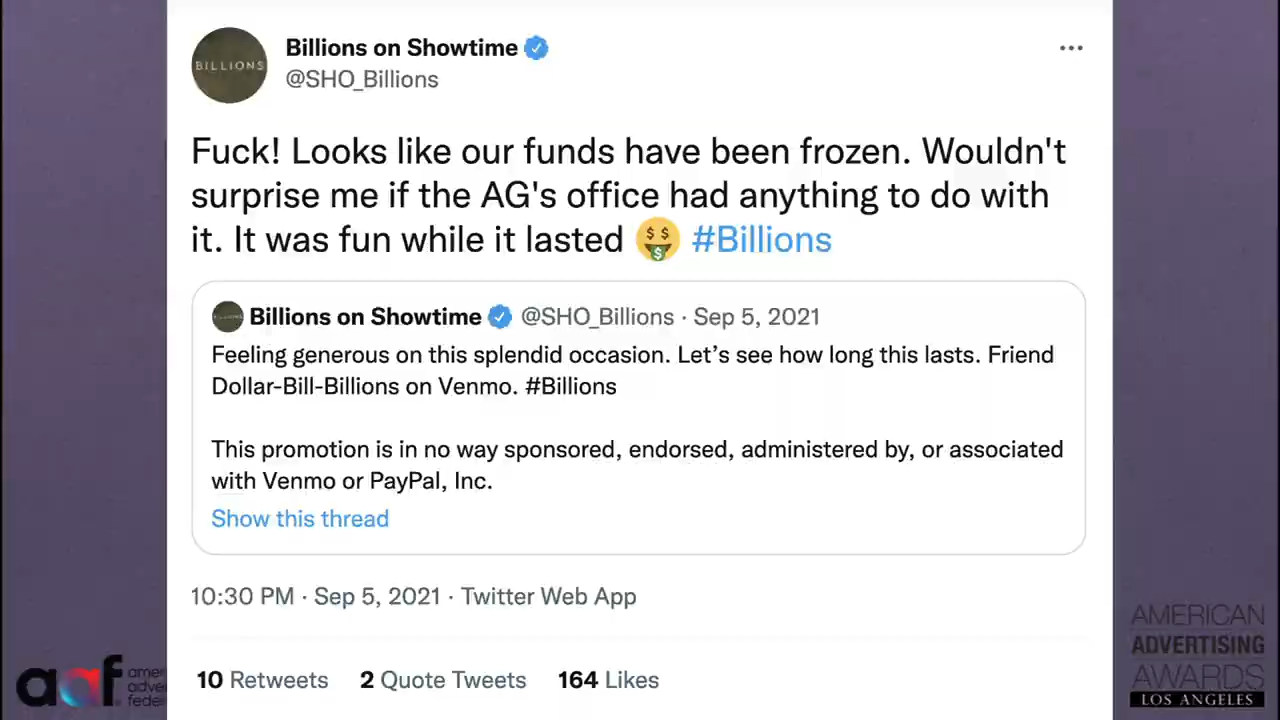 BILLIONS
Billions on Showtime
@SHO_Billions
Fuck! Looks like our funds have been frozen. Wouldn't
surprise me if the AG's office had anything to do with
it. It was fun while it lasted 🤑 #Billions
Billions on Showtime @SHO_Billions · Sep 5, 2021
Feeling generous on this splendid occasion. Let’s see how long this lasts. Friend
Dollar-Bill-Billions on Venmo. #Billions
This promotion is in no way sponsored, endorsed, administered by, or associated
with Venmo or PayPal, Inc.
Show this thread
10:30 PM · Sep 5, 2021 · Twitter Web App
10 Retweets 2 Quote Tweets 164 Likes
aaf
AMERICAN
ADVERTISING
AWARDS
LOS ANGELES